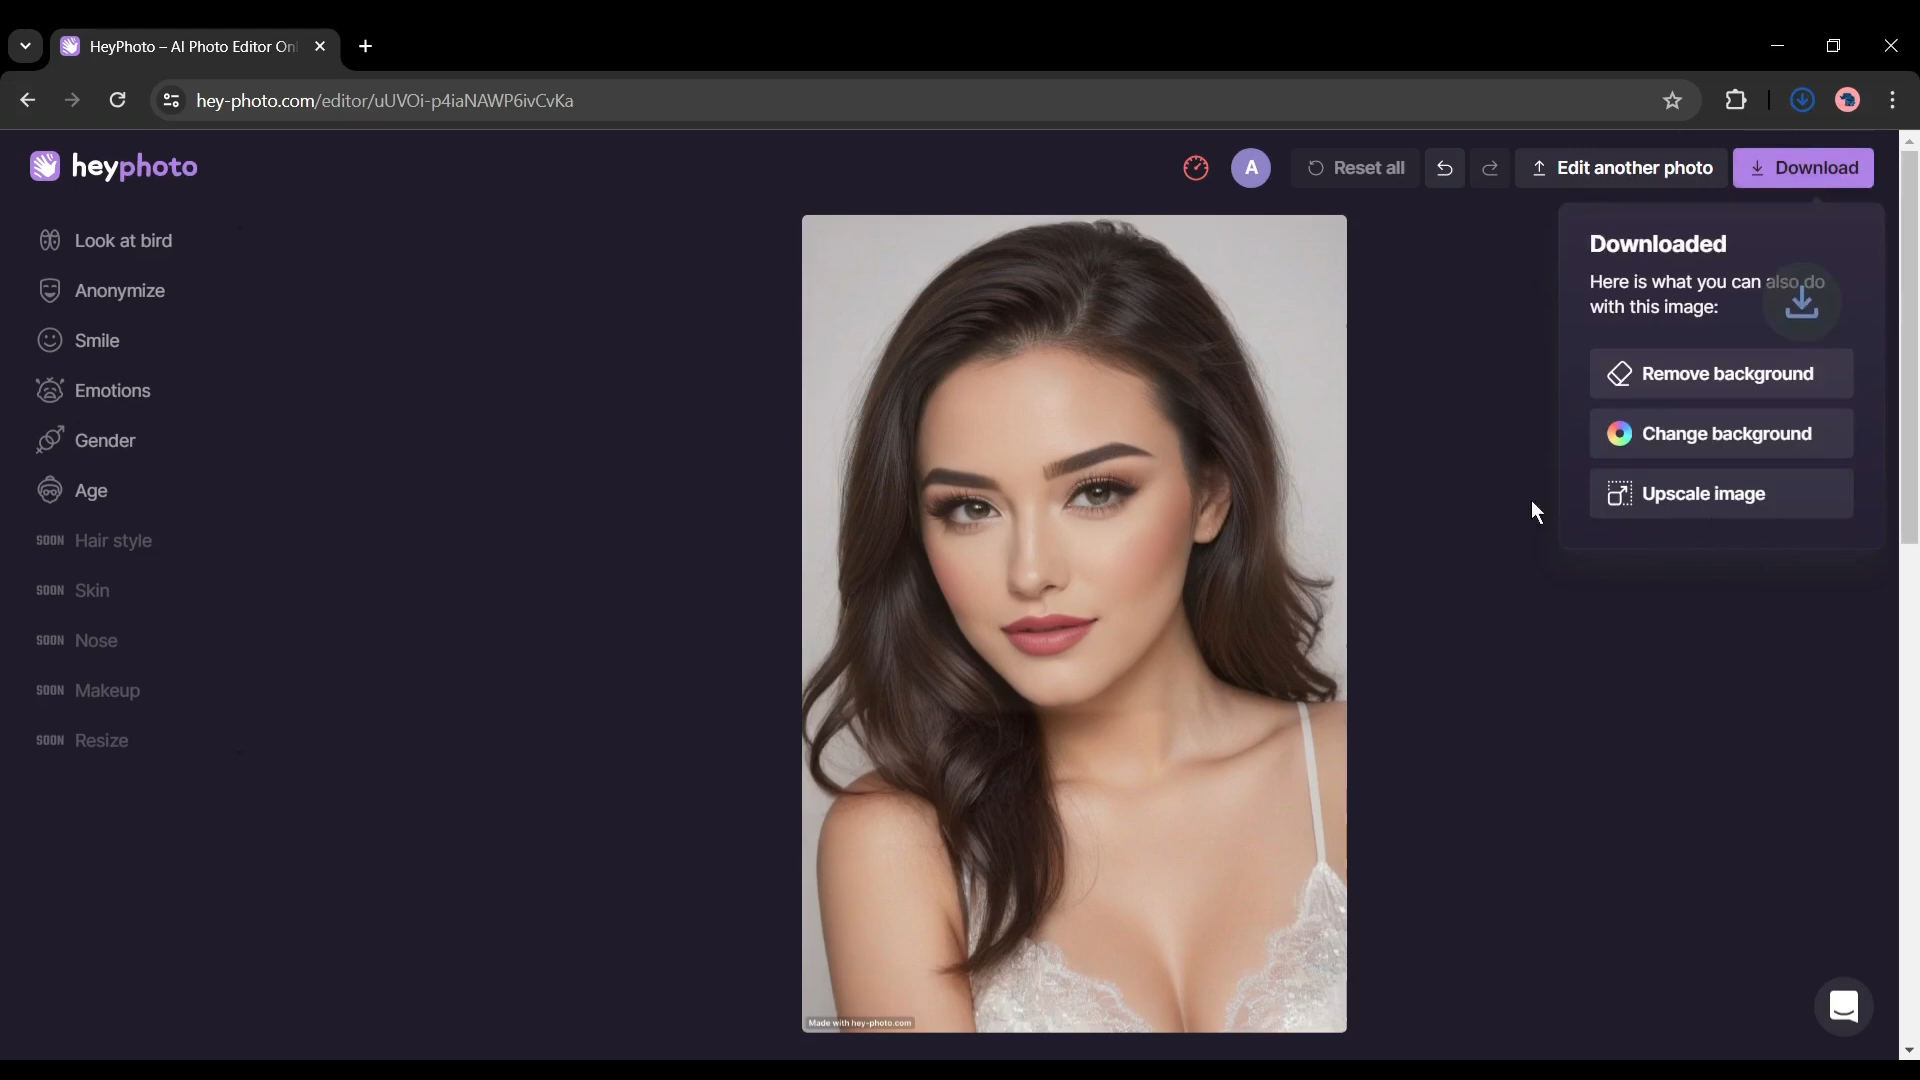 HeyPhoto – AI Photo Editor Onl
hey-photo.com/editor/uUVOi-p4iaNAWP6ivCvKa
heyphoto
A
Reset all
Edit another photo
Download
Look at bird
Anonymize
Smile
Emotions
Gender
Age
SOON Hair style
SOON Skin
SOON Nose
SOON Makeup
SOON Resize
Downloaded
Here is what you can also do
with this image:
Remove background
Change background
Upscale image
Made with hey-photo.com